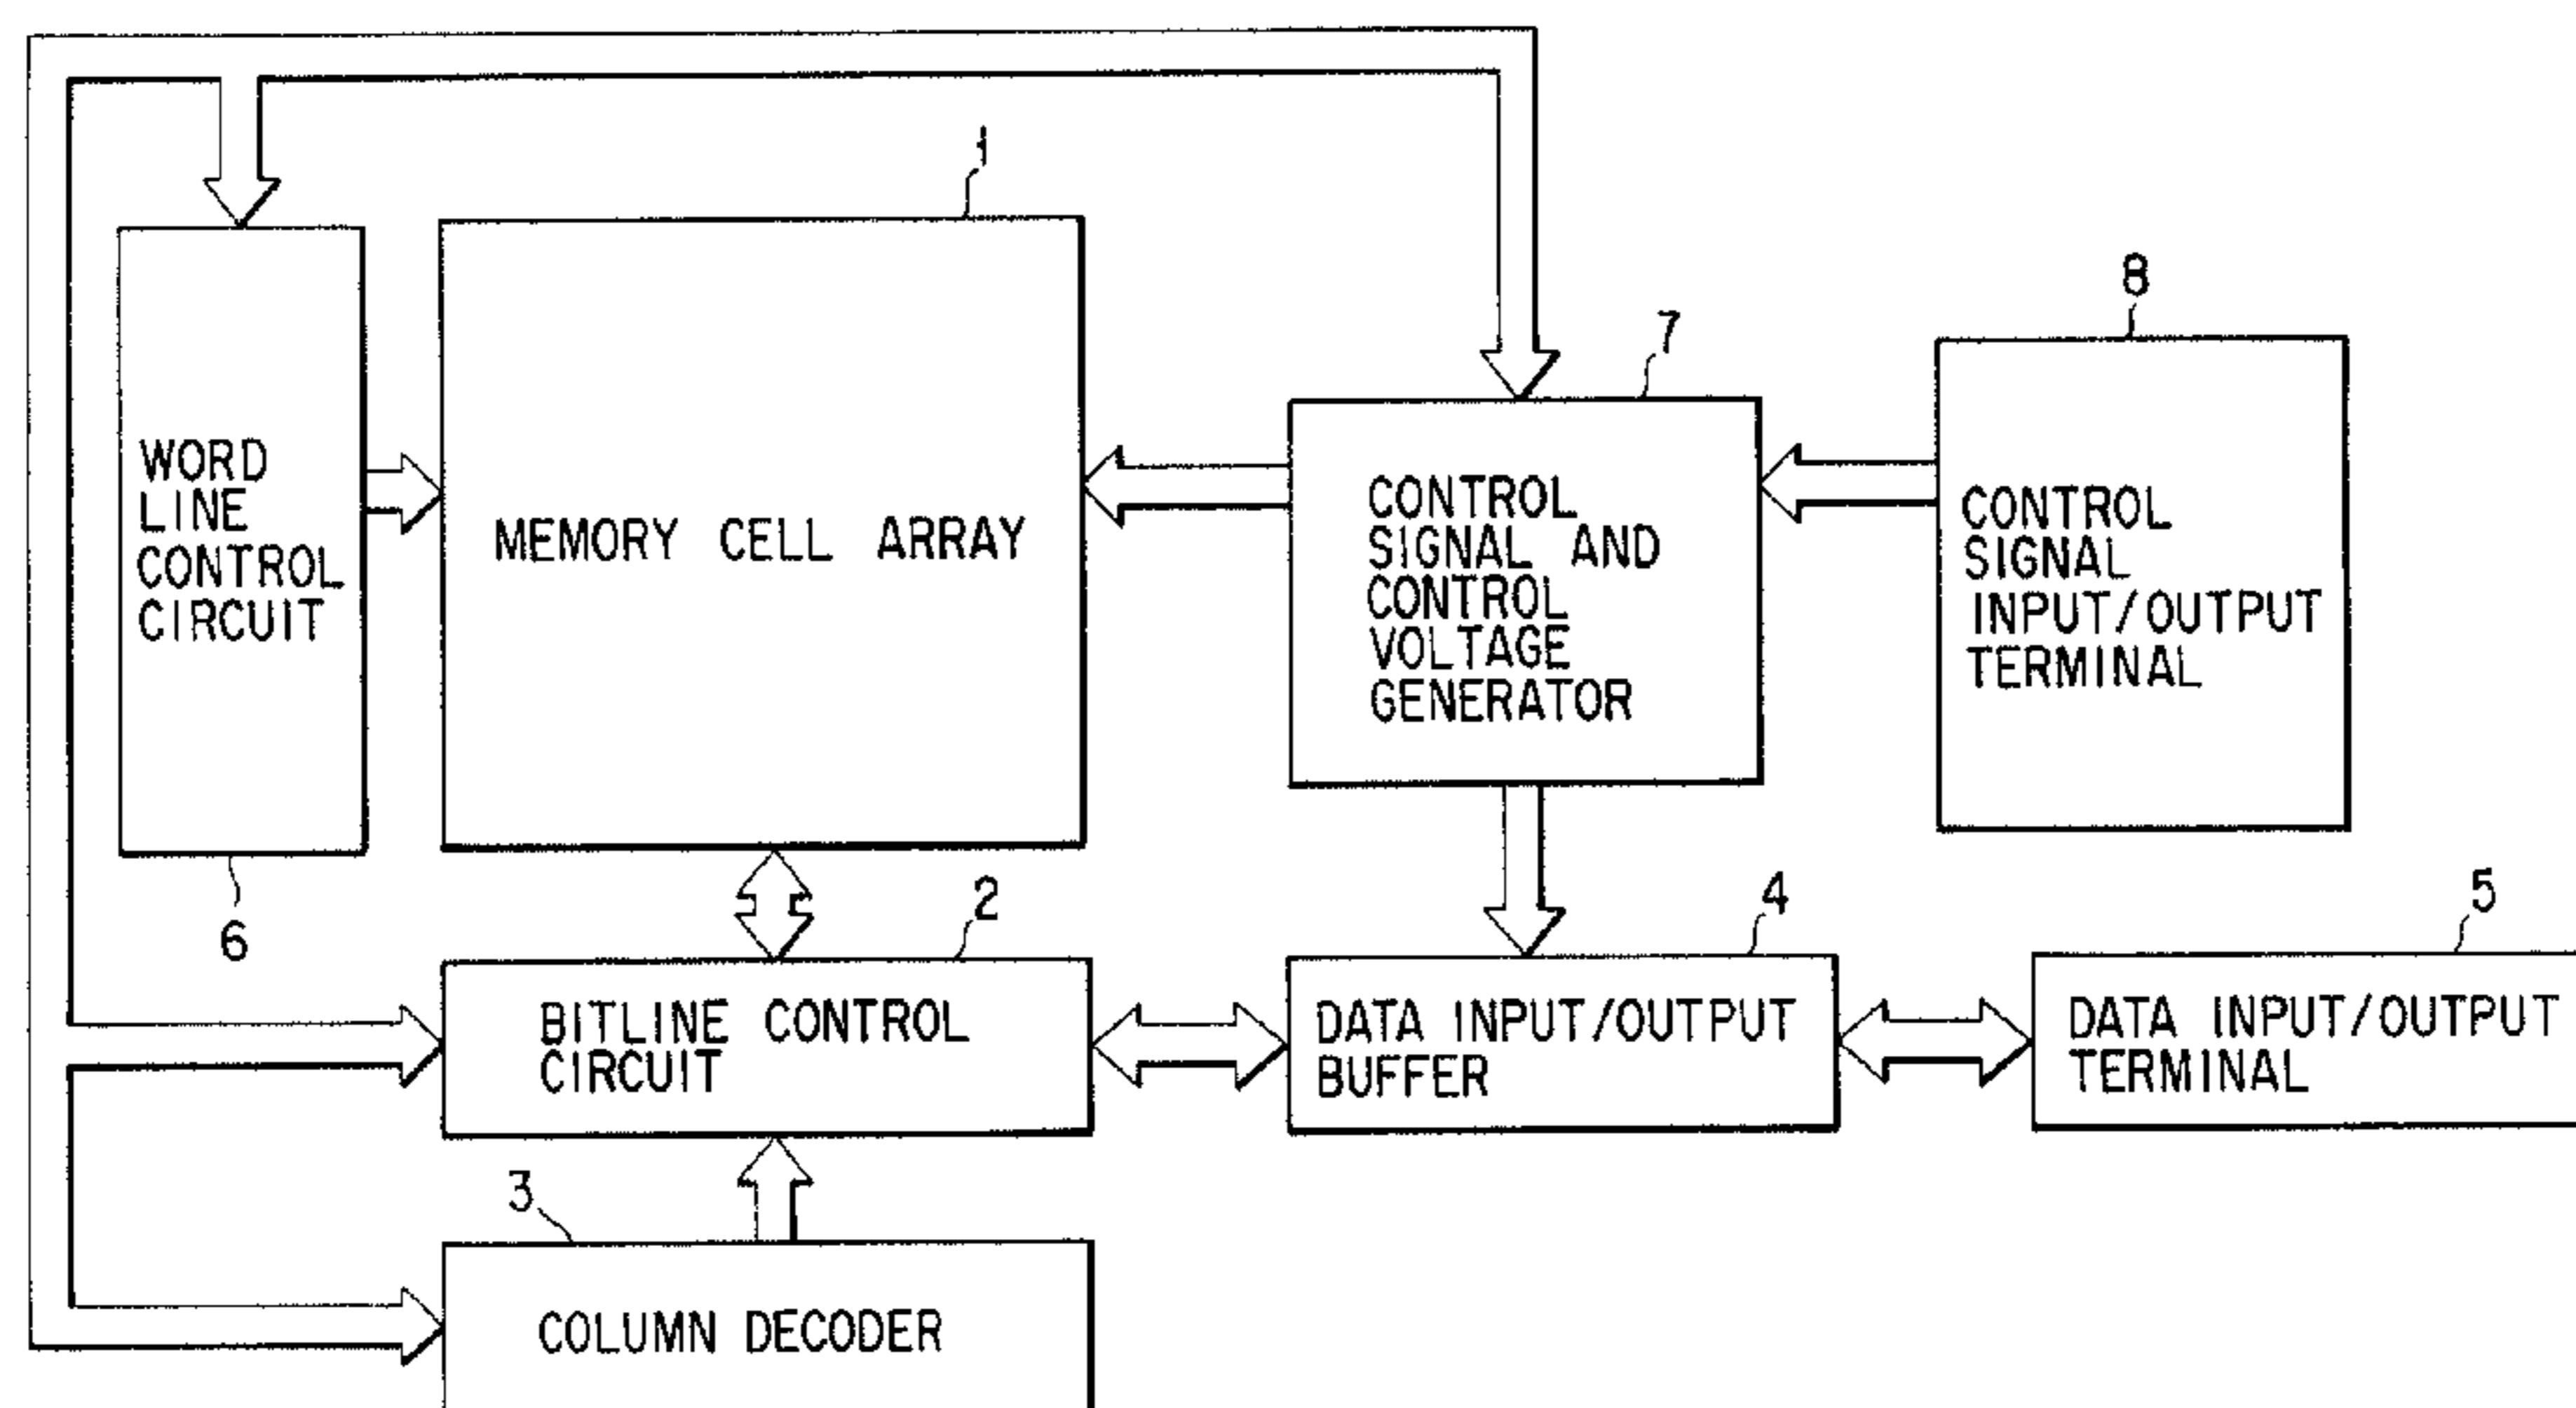 1
8
7
WORD
LINE
CONTROL
CIRCUIT
MEMORY CELL ARRAY
CONTROL
SIGNAL AND
CONTROL
VOLTAGE
GENERATOR
CONTROL
SIGNAL
INPUT/OUTPUT
TERMINAL
6
2
4
5
BITLINE CONTROL
CIRCUIT
DATA INPUT/OUTPUT
BUFFER
DATA INPUT/OUTPUT
TERMINAL
3
COLUMN DECODER